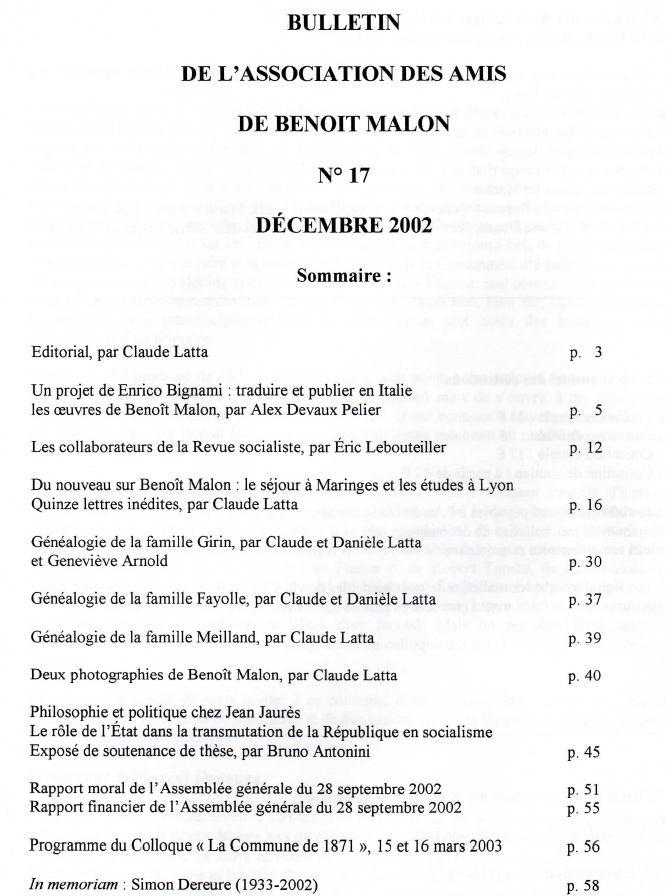 BULLETIN
DE L'ASSOCIATION DES AMIS
DE BENOIT MALON
N° 17
DÉCEMBRE 2002
Sommaire :
Editorial, par Claude Latta p. 3
Un projet de Enrico Bignami : traduire et publier en Italie
les œuvres de Benoît Malon, par Alex Devaux Pelier p. 5
Les collaborateurs de la Revue socialiste, par Éric Lebouteiller p. 12
Du nouveau sur Benoît Malon : le séjour à Maringes et les études à Lyon
Quinze lettres inédites, par Claude Latta p. 16
Généalogie de la famille Girin, par Claude et Danièle Latta
et Geneviève Arnold p. 30
Généalogie de la famille Fayolle, par Claude et Danièle Latta p. 37
Généalogie de la famille Meilland, par Claude Latta p. 39
Deux photographies de Benoît Malon, par Claude Latta p. 40
Philosophie et politique chez Jean Jaurès
Le rôle de l'État dans la transmutation de la République en socialisme
Exposé de soutenance de thèse, par Bruno Antonini p. 45
Rapport moral de l'Assemblée générale du 28 septembre 2002 p. 51
Rapport financier de l'Assemblée générale du 28 septembre 2002 p. 55
Programme du Colloque « La Commune de 1871 », 15 et 16 mars 2003 p. 56
In memoriam : Simon Dereure (1933-2002) p. 58